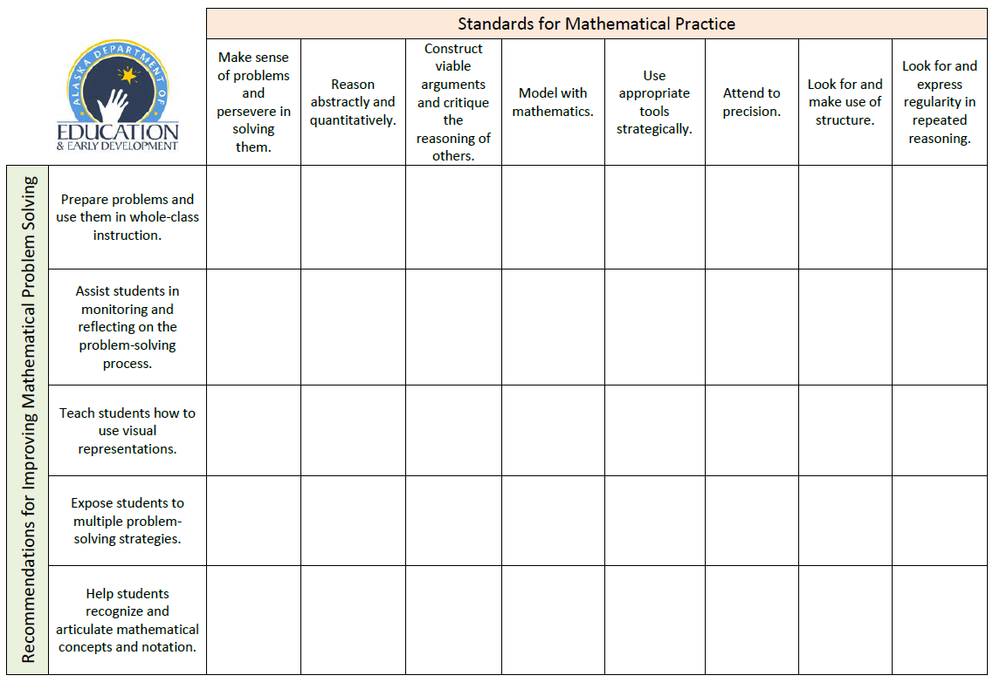 Standards for Mathematical Practice
ALASKA DEPARTMENT OF
EDUCATION
& EARLY DEVELOPMENT
Make sense
of problems
and
persevere in
solving
them.
Reason
abstractly and
quantitatively.
Construct
viable
arguments
and critique
the
reasoning of
others.
Model with
mathematics.
Use
appropriate
tools
strategically.
Attend to
precision.
Look for and
make use of
structure.
Look for and
express
regularity in
repeated
reasoning.
Recommendations for Improving Mathematical Problem Solving
Prepare problems and
use them in whole-class
instruction.
Assist students in
monitoring and
reflecting on the
problem-solving
process.
Teach students how to
use visual
representations.
Expose students to
multiple problem-
solving strategies.
Help students
recognize and
articulate mathematical
concepts and notation.